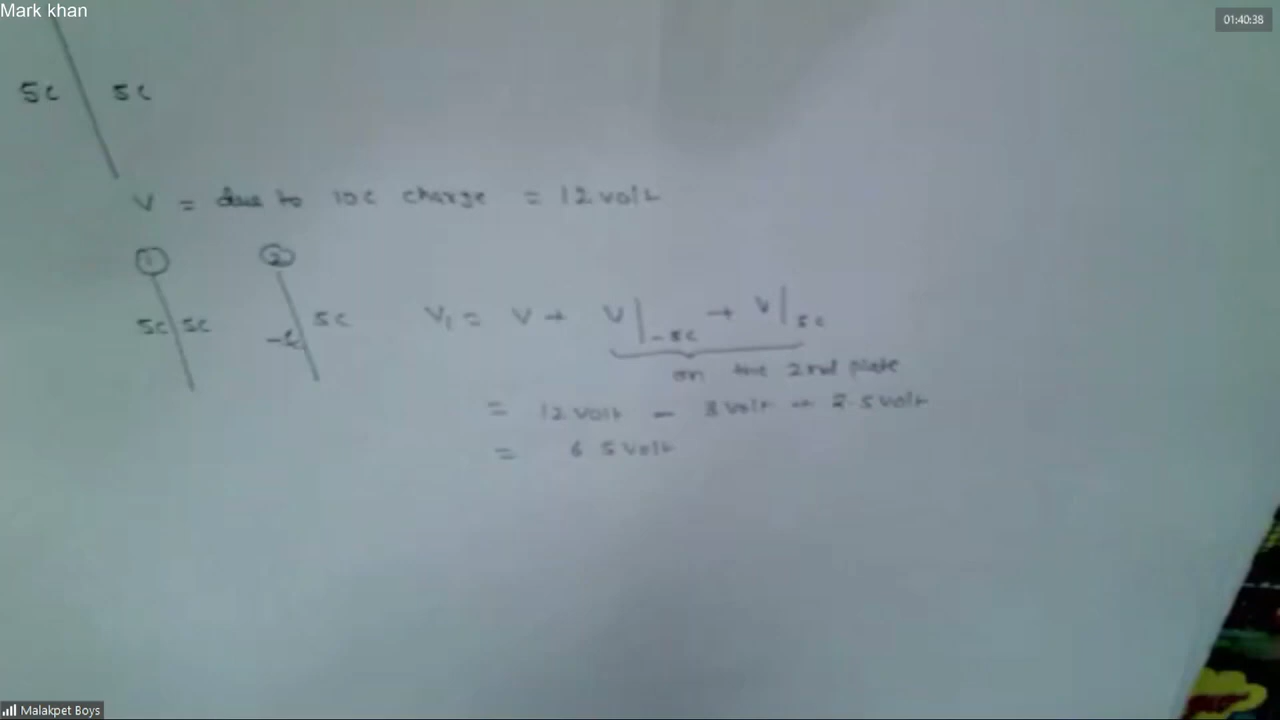 Mark khan
01:40:38
5C 5C
V = due to 10C charge = 12 volt
1 2
5C 5C 5C
V₁ = V + V|₋₅C + V|₅C
on the 2nd plate
= 12 volt - 8 volt + 2.5 volt
= 6.5 volt
Malakpet Boys